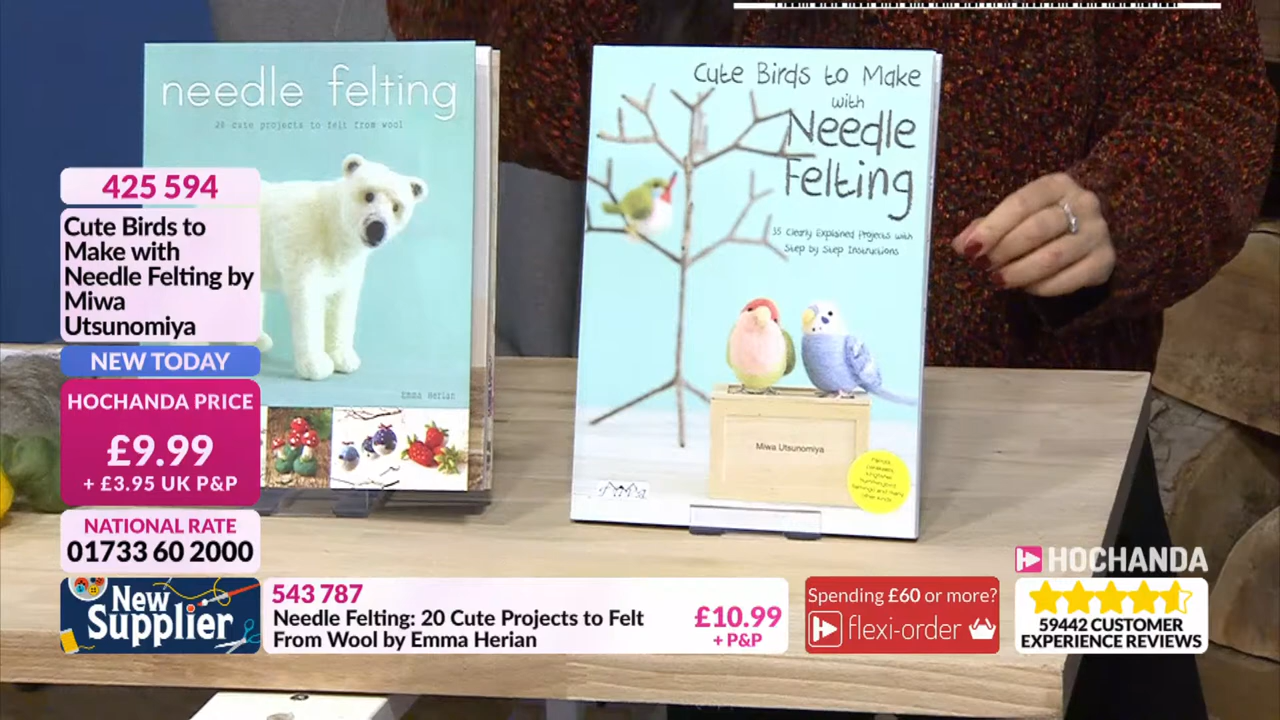 needle felting
20 cute projects to felt from wool
Emma Herian
Cute Birds to Make
with
Needle
Felting
35 Clearly Explained Projects with
Step by Step Instructions
Miwa Utsunomiya
425 594
Cute Birds to
Make with
Needle Felting by
Miwa
Utsunomiya
NEW TODAY
HOCHANDA PRICE
£9.99
+ £3.95 UK P&P
NATIONAL RATE
01733 60 2000
New
Supplier
543 787
Needle Felting: 20 Cute Projects to Felt
From Wool by Emma Herian
£10.99
+ P&P
Spending £60 or more?
flexi-order
HOCHANDA
59442 CUSTOMER
EXPERIENCE REVIEWS